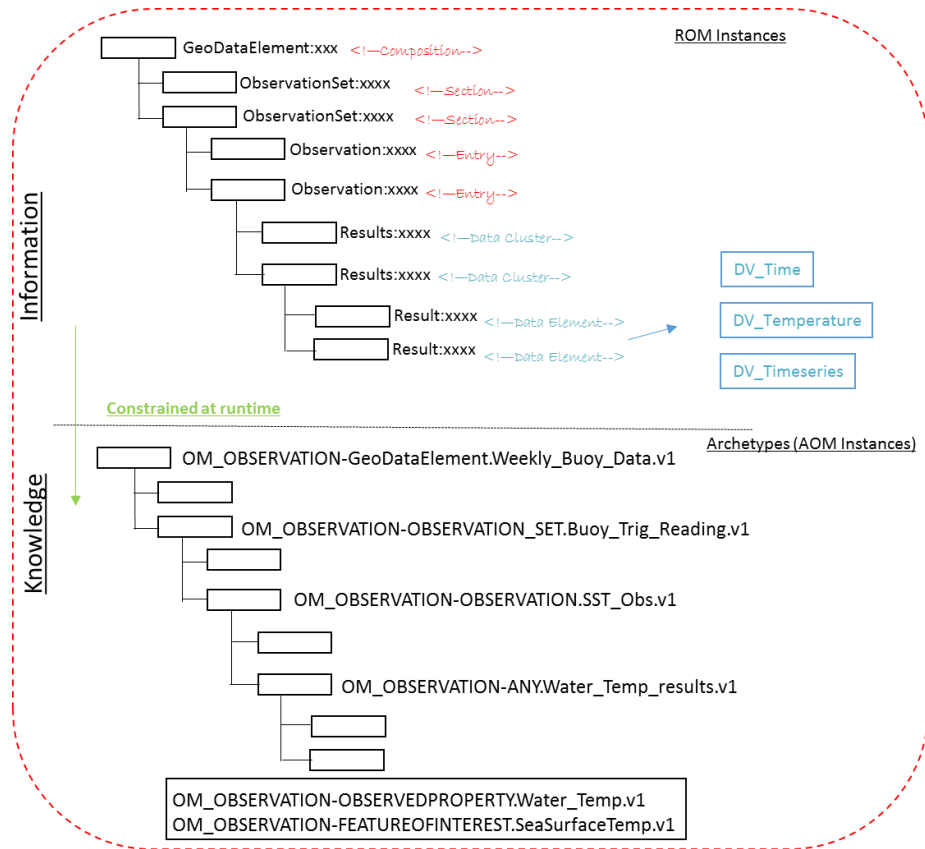 ROM Instances
GeoDataElement:xxx <!—Composition-->
ObservationSet:xxxx <!—Section-->
ObservationSet:xxxx <!—Section-->
Observation:xxxx <!—Entry-->
Observation:xxxx <!—Entry-->
Results:xxxx <!—Data Cluster-->
Results:xxxx <!—Data Cluster-->
Result:xxxx <!—Data Element-->
Result:xxxx <!—Data Element-->
DV_Time
DV_Temperature
DV_Timeseries
Information
Constrained at runtime
Archetypes (AOM Instances)
Knowledge
OM_OBSERVATION-GeoDataElement.Weekly_Buoy_Data.v1
OM_OBSERVATION-OBSERVATION_SET.Buoy_Trig_Reading.v1
OM_OBSERVATION-OBSERVATION.SST_Obs.v1
OM_OBSERVATION-ANY.Water_Temp_results.v1
OM_OBSERVATION-OBSERVEDPROPERTY.Water_Temp.v1
OM_OBSERVATION-FEATUREOFINTEREST.SeaSurfaceTemp.v1